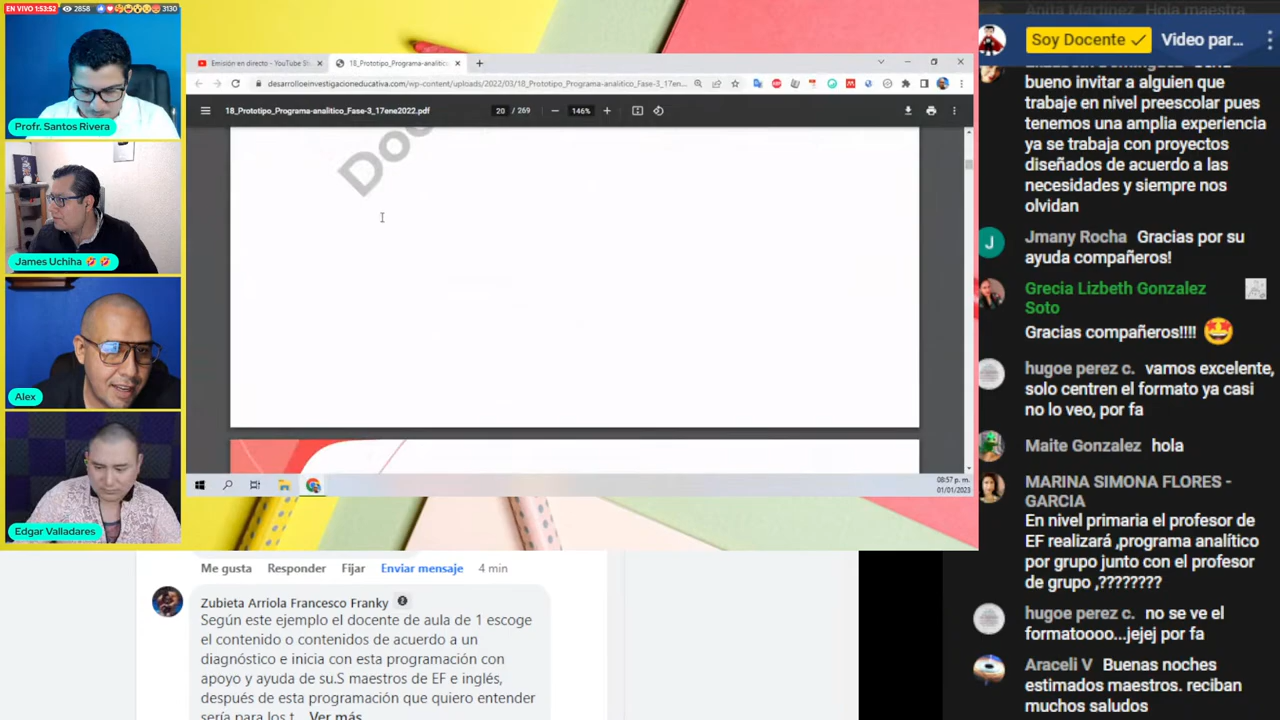 EN VIVO 1:53:52 2858 3130
Profr. Santos Rivera
James Uchiha 🤣 🤣
Alex
Edgar Valladares
Emisión en directo - YouTube St
18_Prototipo_Programa-analític
desarrolloeinvestigacioneducativa.com/wp-content/uploads/2022/03/18_Prototipo_Programa-analitico_Fase-3_17en...
18_Prototipo_Programa-analitico_Fase-3_17ene2022.pdf
20 / 269
146%
Doc
08:57 p. m.
01/01/2023
Me gusta Responder Fijar Enviar mensaje 4 min
Zubieta Arriola Francesco Franky
Según este ejemplo el docente de aula de 1 escoge
el contenido o contenidos de acuerdo a un
diagnóstico e inicia con esta programación con
apoyo y ayuda de su.S maestros de EF e inglés,
después de esta programación que quiero entender
sería para los t... Ver más
Anita Martinez Hola maestra
Soy Docente ✓ Video par...
bueno invitar a alguien que
trabaje en nivel preescolar pues
tenemos una amplia experiencia
ya se trabaja con proyectos
diseñados de acuerdo a las
necesidades y siempre nos
olvidan
J
Jmany Rocha Gracias por su
ayuda compañeros!
Grecia Lizbeth Gonzalez
Soto
Gracias compañeros!!!! 🤩
hugoe perez c. vamos excelente,
solo centren el formato ya casi
no lo veo, por fa
Maite Gonzalez hola
MARINA SIMONA FLORES -
GARCIA
En nivel primaria el profesor de
EF realizará ,programa analítico
por grupo junto con el profesor
de grupo ,????????
hugoe perez c. no se ve el
formatoooo...jejej por fa
Araceli V Buenas noches
estimados maestros. reciban
muchos saludos